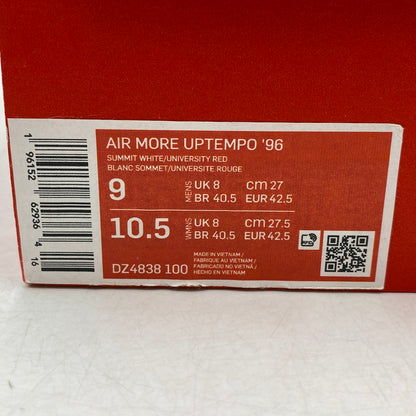 AIR MORE UPTEMPO '96
SUMMIT WHITE/UNIVERSITY RED
BLANC SOMMET/UNIVERSITE ROUGE
9 MENS UK 8 CM 27
BR 40.5 EUR 42.5
10.5 WMNS UK 8 CM 27.5
BR 40.5 EUR 42.5
MADE IN VIETNAM /
FABRIQUE AU VIETNAM /
FABRICADO NO VIETNÃ /
HECHO EN VIETNAM
DZ4838 100
1 96152 62936 4
16